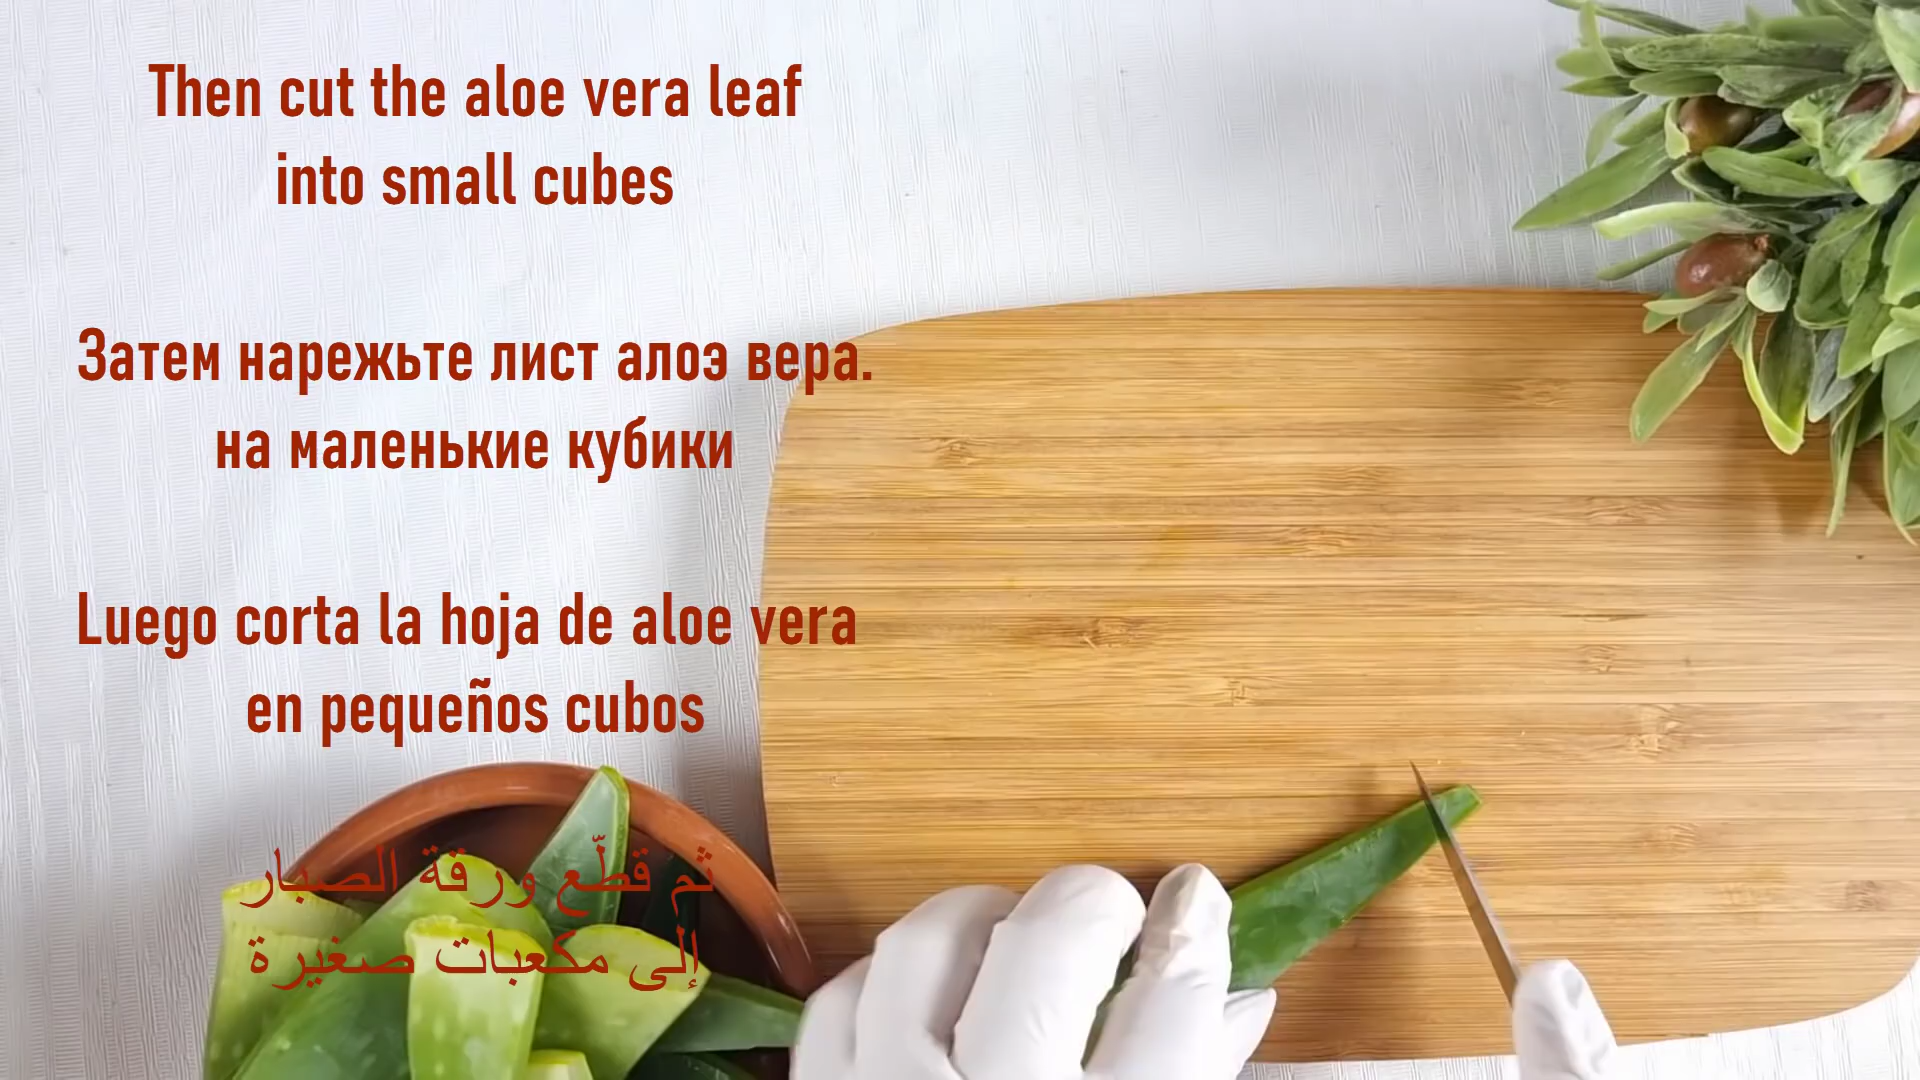 Then cut the aloe vera leaf
into small cubes
Затем нарежьте лист алоэ вера.
на маленькие кубики
Luego corta la hoja de aloe vera
en pequeños cubos
ثم قطّع ورقة الصبار
إلى مكعبات صغيرة